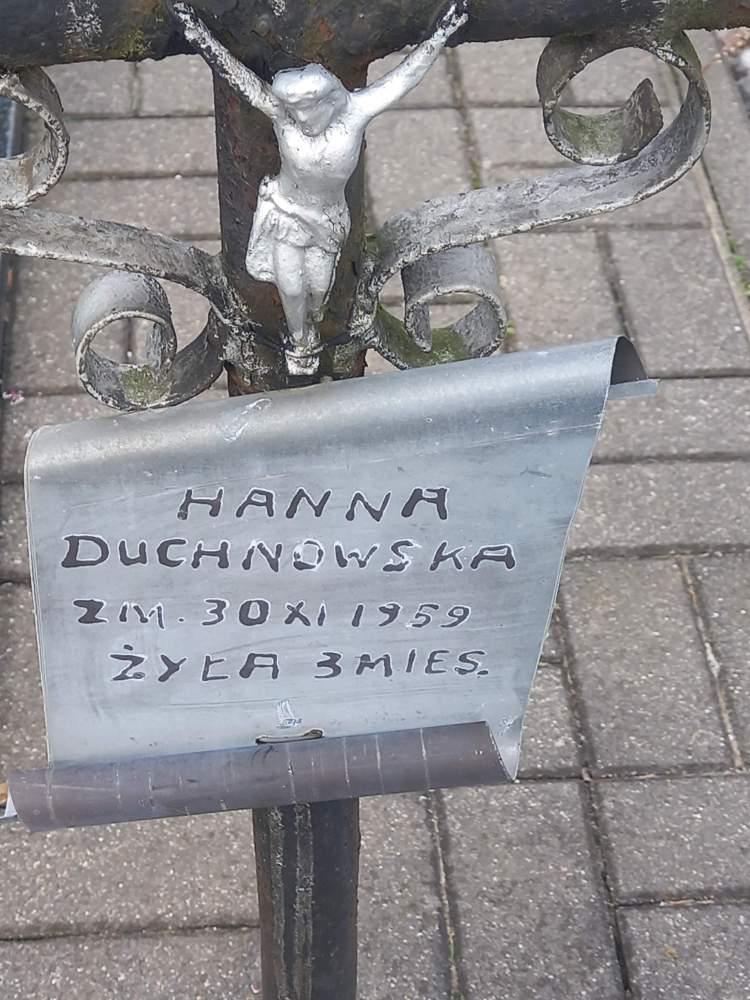 HANNA
DUCHNOWSKA
ZM. 30 XI 1959
ŻYŁA 3 MIES.